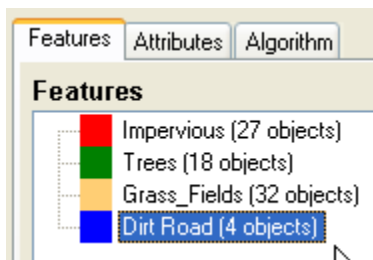 Features Attributes Algorithm
Features
Impervious (27 objects)
Trees (18 objects)
Grass_Fields (32 objects)
Dirt Road (4 objects)